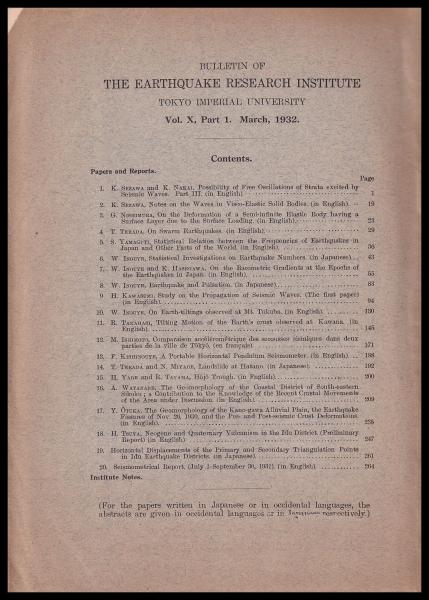 BULLETIN OF
THE EARTHQUAKE RESEARCH INSTITUTE
TOKYO IMPERIAL UNIVERSITY
Vol. X, Part 1. March, 1932.
Contents.
Papers and Reports.
Page
1. K. SEZAWA and K. NAKAI, Possibility of Free Oscillations of Strata excited by
Seismic Waves. Part III. (in English) 1
2. K. SEZAWA, Notes on the Waves in Visco-Elastic Solid Bodies. (in English) 19
3. G. NISHIMURA, On the Deformation of a Semi-infinite Elastic Body having a
Surface Layer due to the Surface Loading. (in English) 23
4. T. TERADA, On Swarm Earthquakes. (in English) 29
5. S. YAMAGUTI, Statistical Relation between the Frequencies of Earthquakes in
Japan and Other Parts of the World (in English) 36
6. W. INOUYE, Statistical Investigations on Earthquake Numbers. (in Japanese) 43
7. W. INOUYE and K. HASEGAWA, On the Barometric Gradients at the Epochs of
the Earthquakes in Japan. (in English) 55
8. W. INOUYE, Earthquake and Pulsation. (in Japanese) 83
9. H. KAWASUMI, Study on the Propagation of Seismic Waves. (The first paper)
(in English) 94
10. W. INOUYE, On Earth-tiltings observed at Mt. Tukuba. (in English) 130
11. R. TAKAHASI, Tilting Motion of the Earth's crust observed at Kawana. (in
English) 145
12. M. ISHIMOTO, Comparaison accélérométrique des secousses sismiques dans deux
parties de la ville de Tôkyô. (en français) 171
13. F. KISHINOUYE, A Portable Horizontal Pendulum Seismometer. (in English) 188
14. T. TERADA and N. MIYABE, Landslide at Hatano. (in Japanese) 192
15. H. YABE and R. TAYAMA, Bôsô Trough. (in English) 200
16. A. WATANABE, The Geomorphology of the Coastal District of South-eastern
Sikoku; a Contribution to the Knowledge of the Recent Crustal Movements
of the Area under Discussion. (in English) 209
17. Y. ÔTUKA, The Geomorphology of the Kano-gawa Alluvial Plain, the Earthquake
Fissures of Nov. 26, 1930, and the Pre- and Post-seismic Crust Deformations.
(in English) 235
18. H. TSUYA, Neogene and Quaternary Volcanism in the Idu District (Preliminary
Report) (in English) 247
19. Horizontal Displacements of the Primary and Secondary Triangulation Points
in Idu Earthquake Districts. (in Japanese) 261
20. Seismometrical Report. (July 1-September 30, 1931). (in English) 264
Institute Notes.
(For the papers written in Japanese or in occidental languages, the
abstracts are given in occidental languages or in Japanese respectively.)